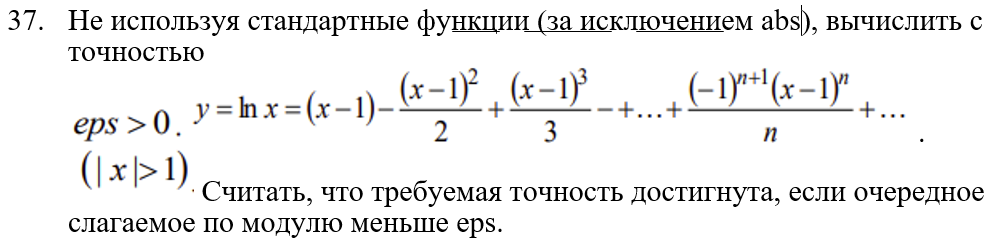 37. Не используя стандартные функции (за исключением abs), вычислить с
точностью
eps > 0 . y = ln x = (x−1) − (x−1)²/2 + (x−1)³/3 − + ... + (−1)ⁿ⁺¹(x−1)ⁿ/n + ... .
(| x |> 1) . Считать, что требуемая точность достигнута, если очередное
слагаемое по модулю меньше eps.